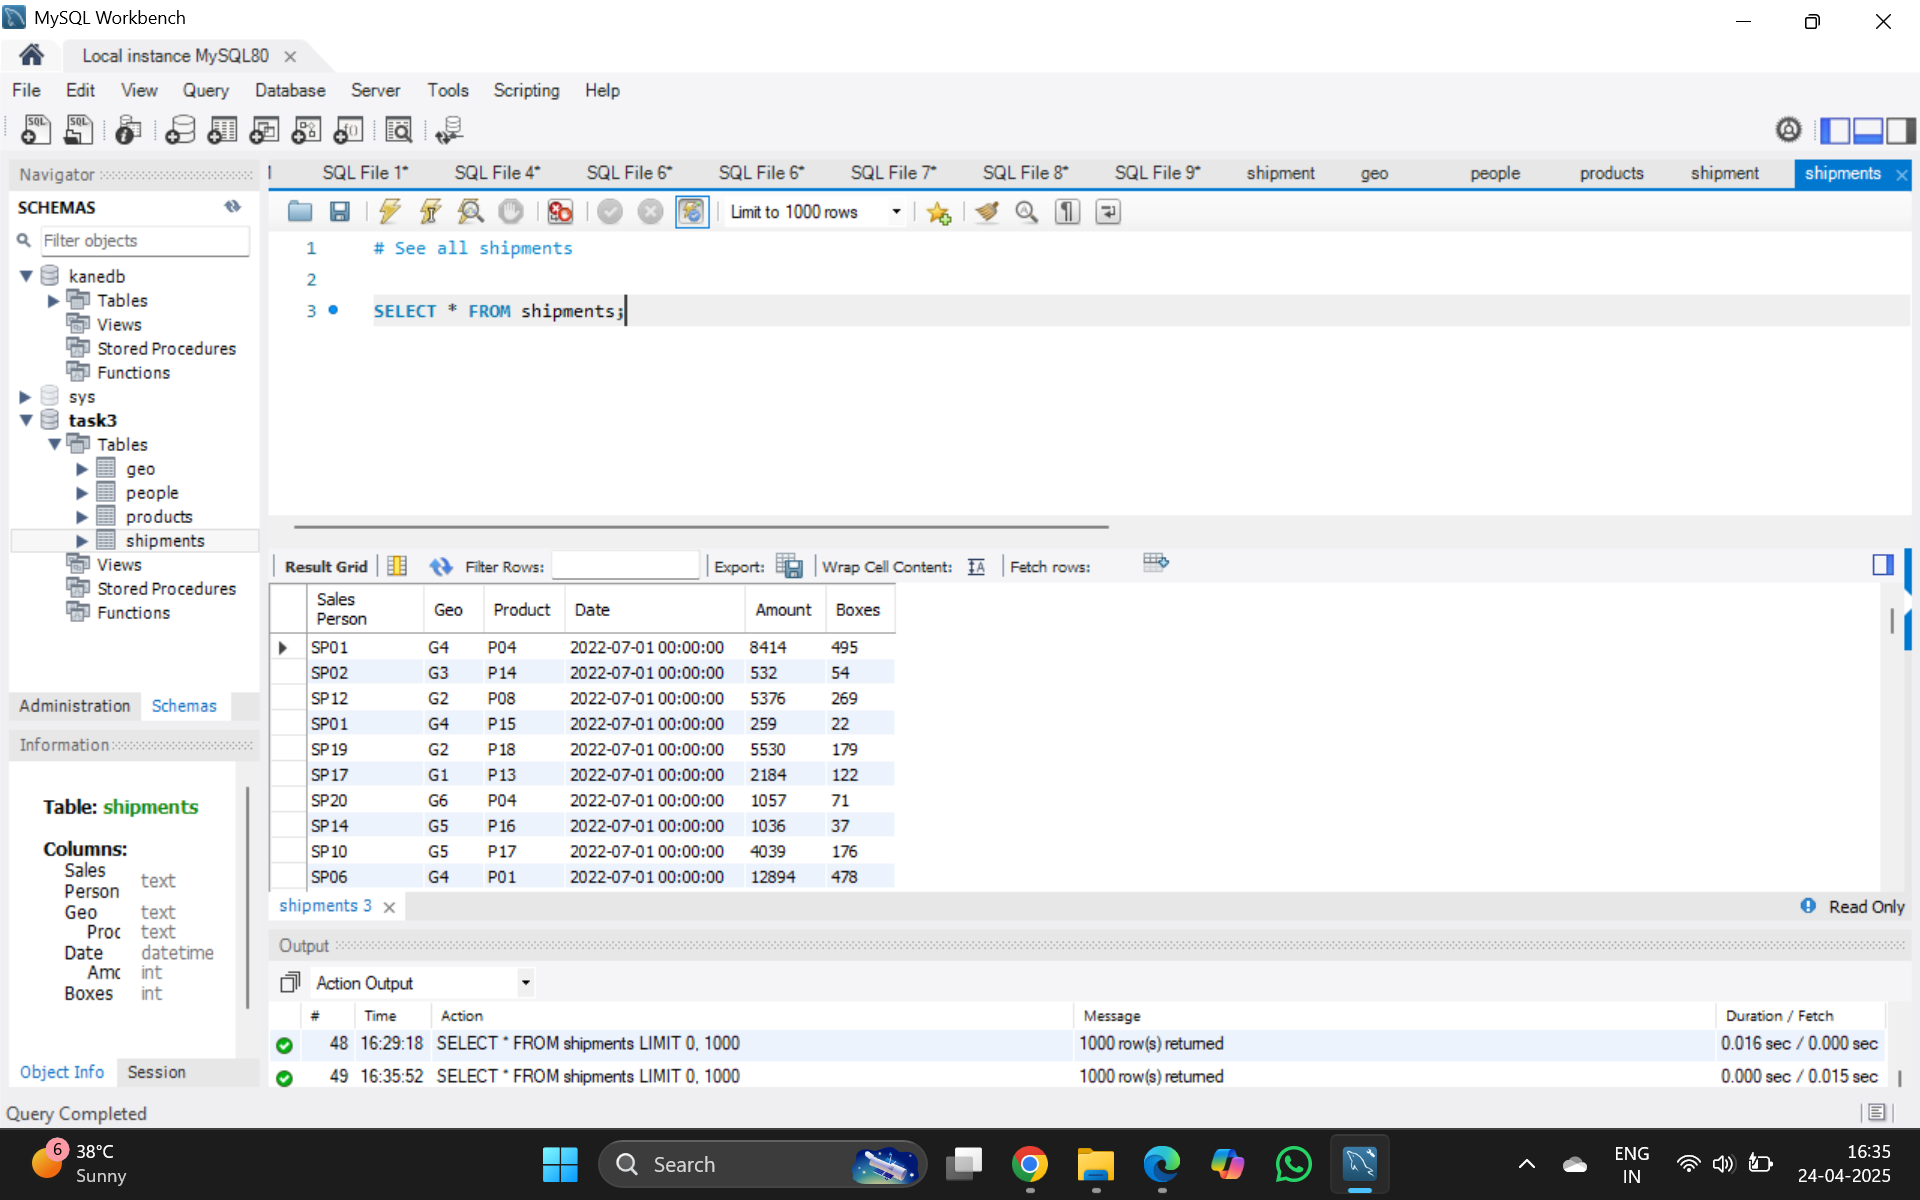 MySQL Workbench
Local instance MySQL80
File Edit View Query Database Server Tools Scripting Help
Navigator
SCHEMAS
Filter objects
kanedb
Tables
Views
Stored Procedures
Functions
sys
task3
Tables
geo
people
products
shipments
Views
Stored Procedures
Functions
Administration Schemas
Information
Table: shipments
Columns:
Sales Person text
Geo text
Proc text
Date datetime
Amc int
Boxes int
Object Info Session
SQL File 1* SQL File 4* SQL File 6* SQL File 6* SQL File 7* SQL File 8* SQL File 9* shipment geo people products shipment shipments
Limit to 1000 rows
1 # See all shipments
2
3 SELECT * FROM shipments;
Result Grid Filter Rows: Export: Wrap Cell Content: Fetch rows:
Sales Person Geo Product Date Amount Boxes
SP01 G4 P04 2022-07-01 00:00:00 8414 495
SP02 G3 P14 2022-07-01 00:00:00 532 54
SP12 G2 P08 2022-07-01 00:00:00 5376 269
SP01 G4 P15 2022-07-01 00:00:00 259 22
SP19 G2 P18 2022-07-01 00:00:00 5530 179
SP17 G1 P13 2022-07-01 00:00:00 2184 122
SP20 G6 P04 2022-07-01 00:00:00 1057 71
SP14 G5 P16 2022-07-01 00:00:00 1036 37
SP10 G5 P17 2022-07-01 00:00:00 4039 176
SP06 G4 P01 2022-07-01 00:00:00 12894 478
shipments 3
Read Only
Output
Action Output
# Time Action Message Duration / Fetch
48 16:29:18 SELECT * FROM shipments LIMIT 0, 1000 1000 row(s) returned 0.016 sec / 0.000 sec
49 16:35:52 SELECT * FROM shipments LIMIT 0, 1000 1000 row(s) returned 0.000 sec / 0.015 sec
Query Completed
6
38°C
Sunny
Search
ENG
IN
16:35
24-04-2025